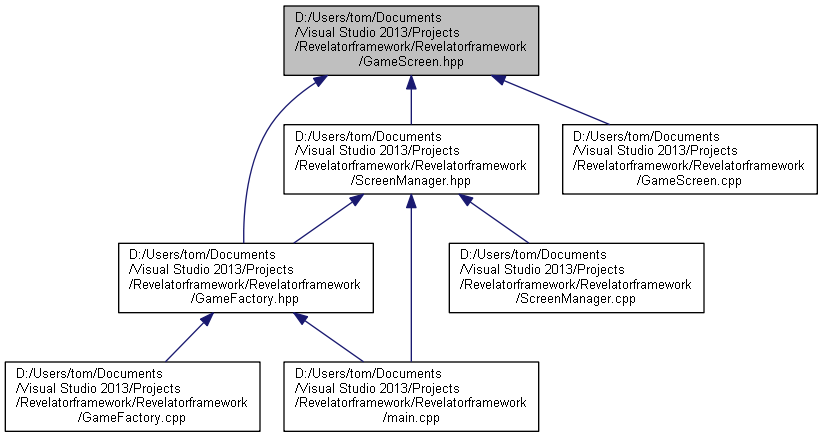 D:/Users/tom/Documents
/Visual Studio 2013/Projects
/Revelatorframework/Revelatorframework
/GameScreen.hpp
D:/Users/tom/Documents
/Visual Studio 2013/Projects
/Revelatorframework/Revelatorframework
/ScreenManager.hpp
D:/Users/tom/Documents
/Visual Studio 2013/Projects
/Revelatorframework/Revelatorframework
/GameScreen.cpp
D:/Users/tom/Documents
/Visual Studio 2013/Projects
/Revelatorframework/Revelatorframework
/GameFactory.hpp
D:/Users/tom/Documents
/Visual Studio 2013/Projects
/Revelatorframework/Revelatorframework
/ScreenManager.cpp
D:/Users/tom/Documents
/Visual Studio 2013/Projects
/Revelatorframework/Revelatorframework
/GameFactory.cpp
D:/Users/tom/Documents
/Visual Studio 2013/Projects
/Revelatorframework/Revelatorframework
/main.cpp